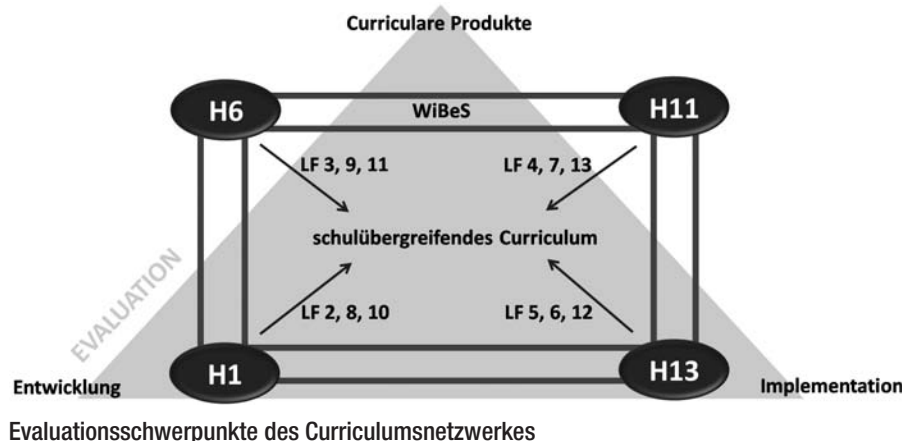 Curriculare Produkte
H6
WiBeS
H11
LF 3, 9, 11
LF 4, 7, 13
schulübergreifendes Curriculum
EVALUATION
LF 2, 8, 10
LF 5, 6, 12
Entwicklung
H1
H13
Implementation
Evaluationsschwerpunkte des Curriculumsnetzwerkes